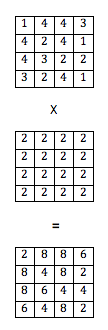 1 4 4 3
4 2 4 1
4 3 2 2
3 2 4 1
X
2 2 2 2
2 2 2 2
2 2 2 2
2 2 2 2
=
2 8 8 6
8 4 8 2
8 6 4 4
6 4 8 2